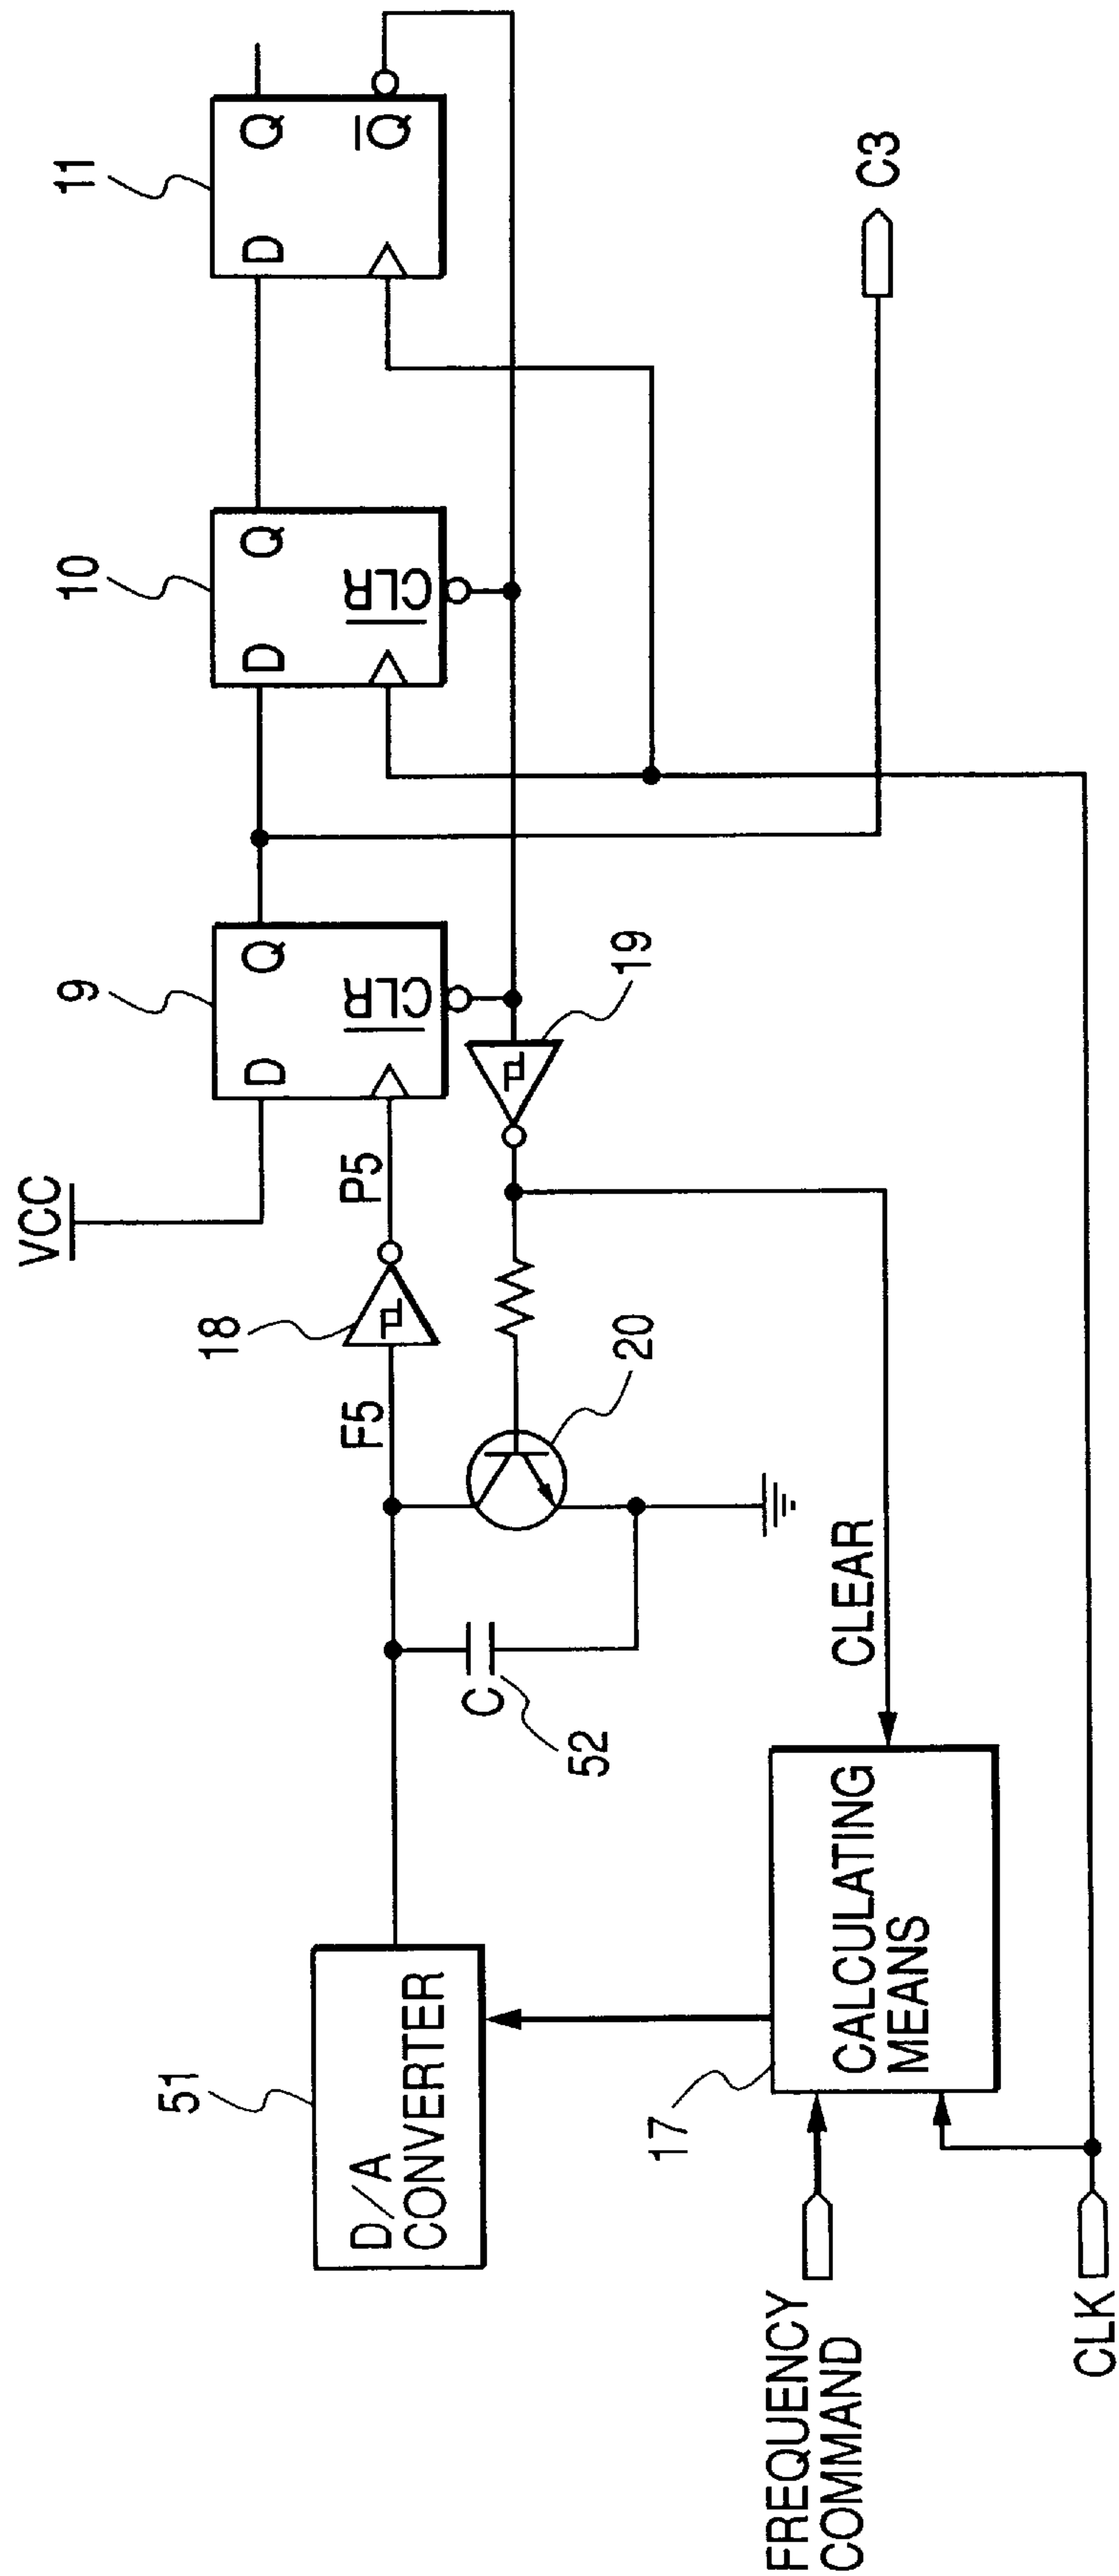 VCC
9
D
Q
CLR
10
D
Q
CLR
11
D
Q
Q
18
P5
F5
19
20
C
52
51
D/A
CONVERTER
17
CALCULATING
MEANS
CLEAR
C3
FREQUENCY
COMMAND
CLK